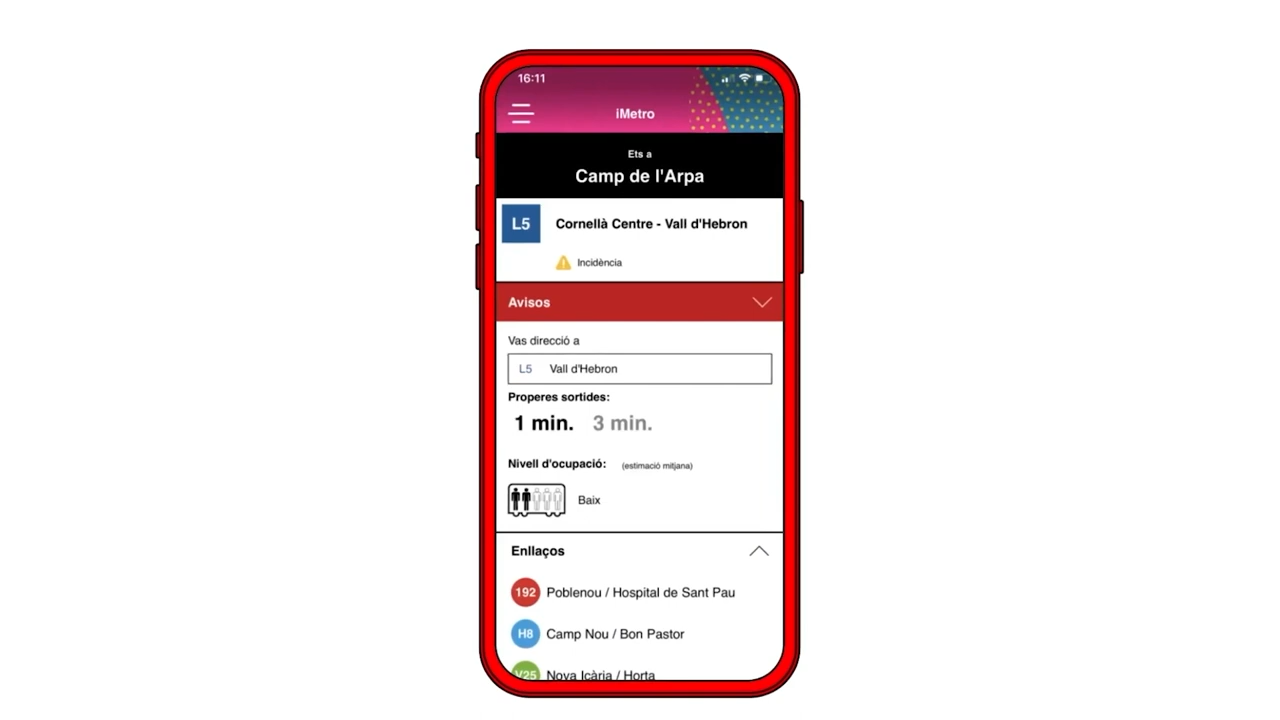 16:11
iMetro
Ets a
Camp de l'Arpa
L5 Cornellà Centre - Vall d'Hebron
Incidència
Avisos
Vas direcció a
L5 Vall d'Hebron
Properes sortides:
1 min. 3 min.
Nivell d'ocupació: (estimació mitjana)
Baix
Enllaços
192 Poblenou / Hospital de Sant Pau
H8 Camp Nou / Bon Pastor
V25 Nova Icària / Horta